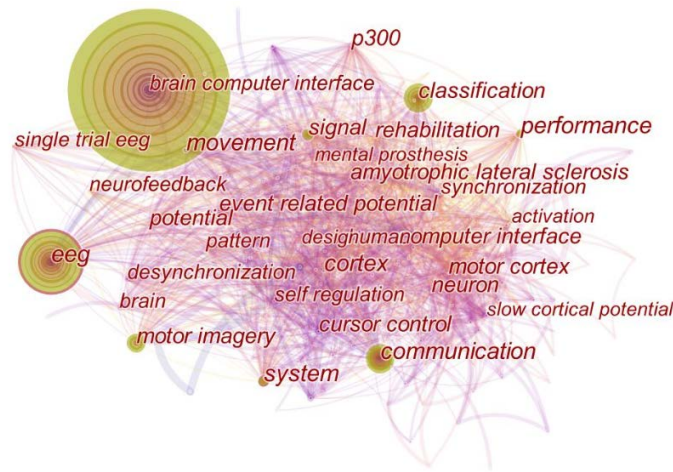 p300
brain computer interface
classification
single trial eeg
movement
signal
rehabilitation
performance
mental prosthesis
amyotrophic lateral sclerosis
neurofeedback
synchronization
event related potential
potential
activation
pattern
desighumanomputer interface
eeg
cortex
motor cortex
desynchronization
neuron
brain
self regulation
slow cortical potential
motor imagery
cursor control
communication
system